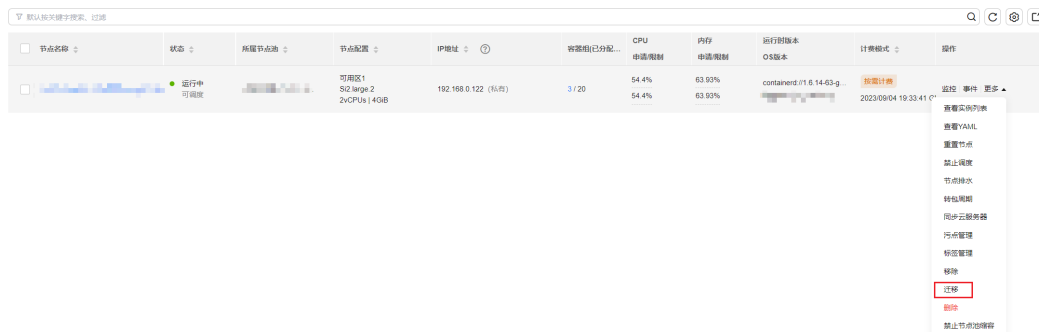 默认按关键字搜索、过滤
节点名称 状态 所属节点池 节点配置 IP地址 容器组(已分配... CPU 申请/限制 内存 申请/限制 运行时版本 OS版本 计费模式 操作
运行中
可调度
可用区1
Si2.large.2
2vCPUs | 4GiB
192.168.0.122 (私有)
3 / 20
54.4%
54.4%
63.93%
63.93%
containerd://1.6.14-63-g...
按需计费
2023/09/04 19:33:41 G
监控 事件 更多
查看实例列表
查看YAML
重置节点
禁止调度
节点排水
转包周期
同步云服务器
污点管理
标签管理
移除
迁移
删除
禁止节点池缩容